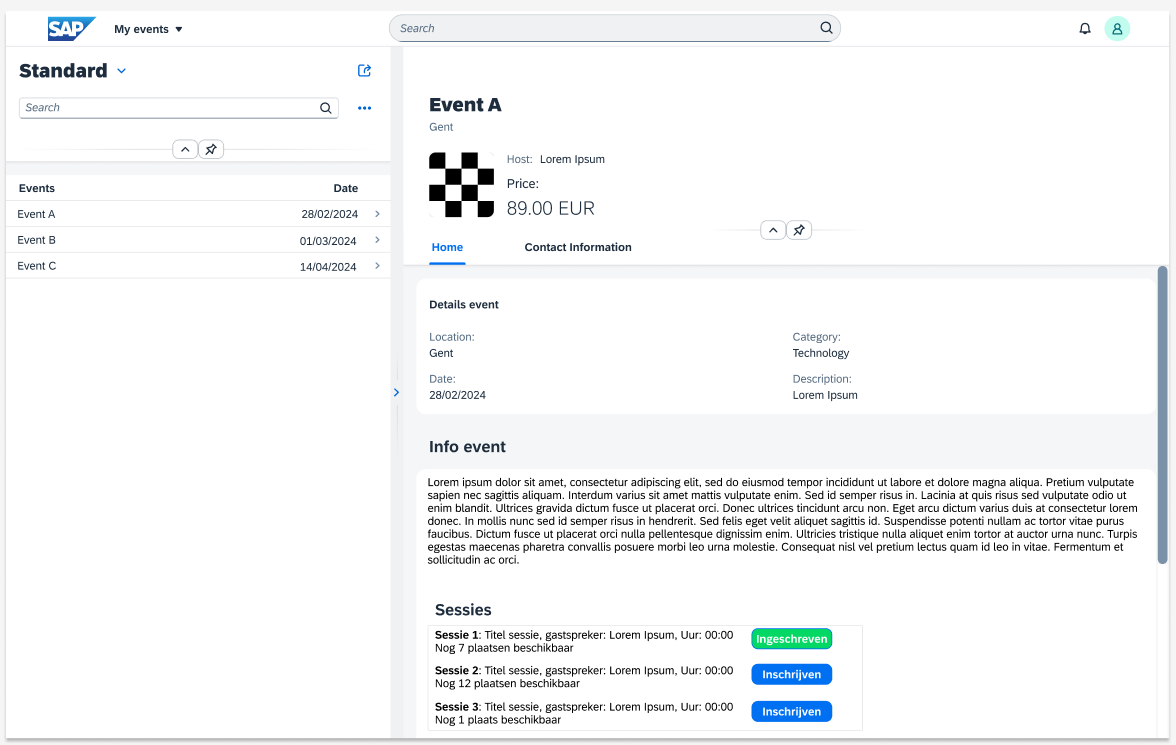 SAP
My events
Search
Standard
Search
Events Date
Event A 28/02/2024
Event B 01/03/2024
Event C 14/04/2024
Event A
Gent
Host: Lorem Ipsum
Price:
89.00 EUR
Home Contact Information
Details event
Location: Category:
Gent Technology
Date: Description:
28/02/2024 Lorem Ipsum
Info event
Lorem ipsum dolor sit amet, consectetur adipiscing elit, sed do eiusmod tempor incididunt ut labore et dolore magna aliqua. Pretium vulputate
sapien nec sagittis aliquam. Interdum varius sit amet mattis vulputate enim. Sed id semper risus in. Lacinia at quis risus sed vulputate odio ut
enim blandit. Ultrices gravida dictum fusce ut placerat orci. Donec ultrices tincidunt arcu non. Eget arcu dictum varius duis at consectetur lorem
donec. In mollis nunc sed id semper risus in hendrerit. Sed felis eget velit aliquet sagittis id. Suspendisse potenti nullam ac tortor vitae purus
faucibus. Dictum fusce ut placerat orci nulla pellentesque dignissim enim. Ultricies tristique nulla aliquet enim tortor at auctor urna nunc. Turpis
egestas maecenas pharetra convallis posuere morbi leo urna molestie. Consequat nisl vel pretium lectus quam id leo in vitae. Fermentum et
sollicitudin ac orci.
Sessies
Sessie 1: Titel sessie, gastspreker: Lorem Ipsum, Uur: 00:00
Nog 7 plaatsen beschikbaar
Ingeschreven
Sessie 2: Titel sessie, gastspreker: Lorem Ipsum, Uur: 00:00
Nog 12 plaatsen beschikbaar
Inschrijven
Sessie 3: Titel sessie, gastspreker: Lorem Ipsum, Uur: 00:00
Nog 1 plaats beschikbaar
Inschrijven